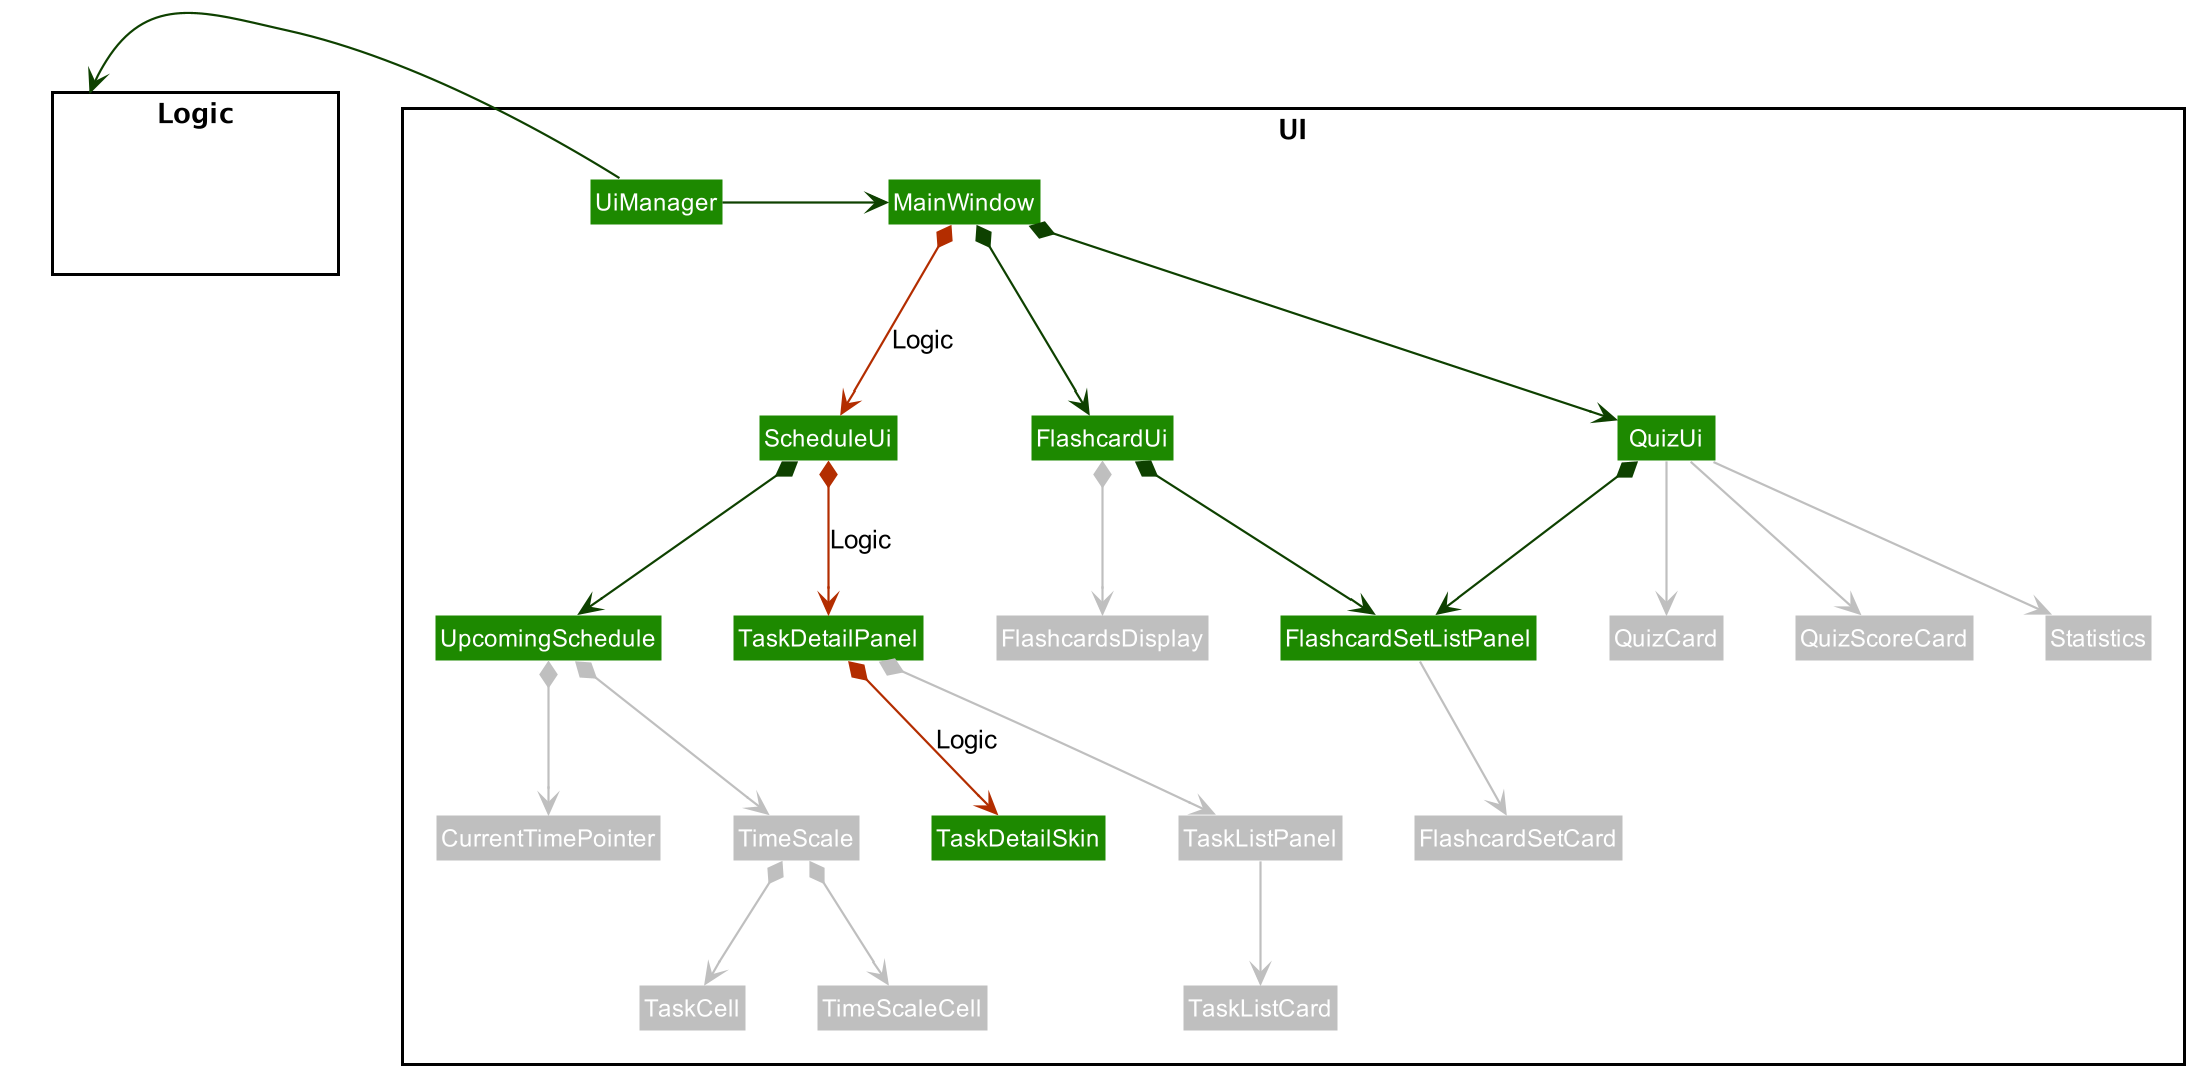 Logic
UI
UiManager
MainWindow
Logic
ScheduleUi
FlashcardUi
QuizUi
Logic
UpcomingSchedule
TaskDetailPanel
FlashcardsDisplay
FlashcardSetListPanel
QuizCard
QuizScoreCard
Statistics
Logic
CurrentTimePointer
TimeScale
TaskDetailSkin
TaskListPanel
FlashcardSetCard
TaskCell
TimeScaleCell
TaskListCard